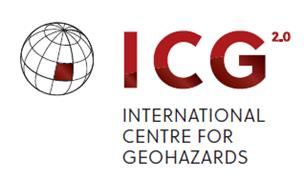 ICG 2.0
INTERNATIONAL
CENTRE FOR
GEOHAZARDS